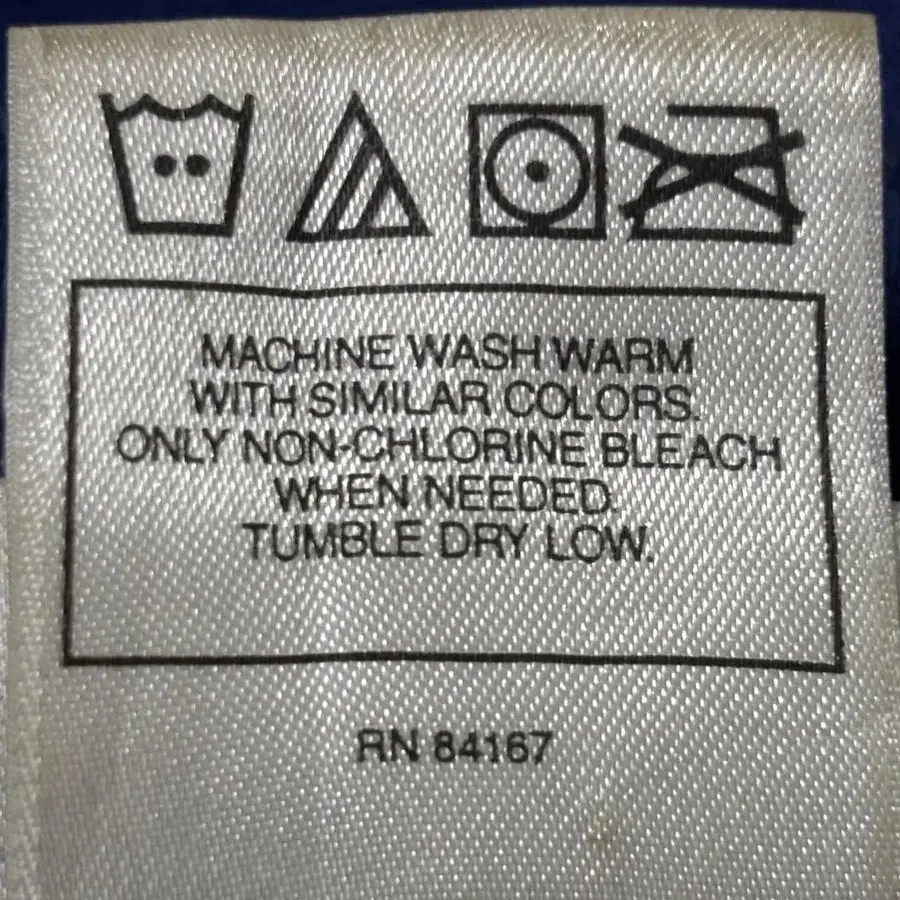 MACHINE WASH WARM
WITH SIMILAR COLORS.
ONLY NON-CHLORINE BLEACH
WHEN NEEDED.
TUMBLE DRY LOW.
RN 84167